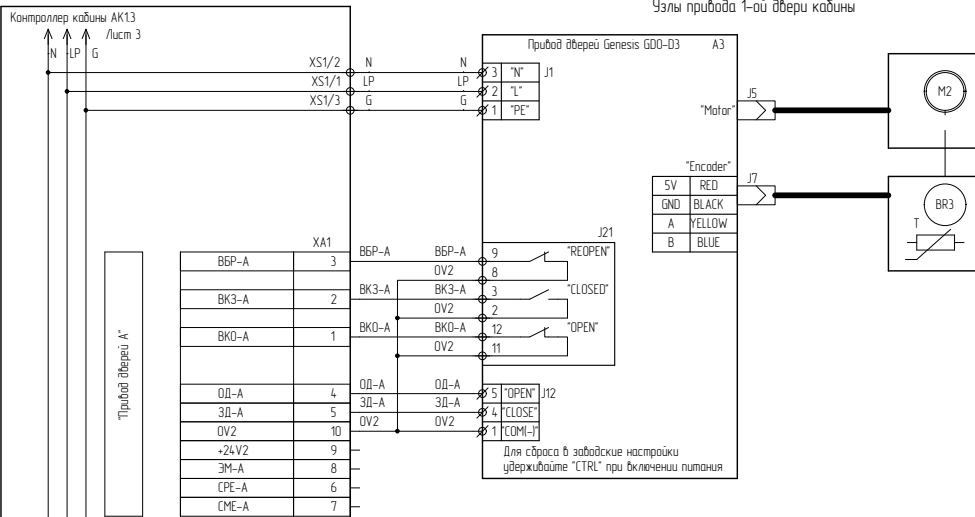 Узлы привода 1-ой двери кабины
Контроллер кабины АК1.3
Лист 3
N LP G
XS1/2 N N
XS1/1 LP LP
XS1/3 G G
Привод дверей Genesis GDO-D3 A3
3 "N" J1
2 "L"
1 "PE"
"Motor" J5
M2
"Encoder" J7
5V RED
GND BLACK
A YELLOW
B BLUE
BR3
T
"Привод дверей А"
XA1
ВБР-А 3 ВБР-А ВБР-А 9 "REOPEN" J21
0V2 8
ВКЗ-А 2 ВКЗ-А ВКЗ-А 3 "CLOSED"
0V2 2
ВКО-А 1 ВКО-А ВКО-А 12 "OPEN"
0V2 11
ОД-А 4 ОД-А ОД-А 5 "OPEN" J12
ЗД-А 5 ЗД-А ЗД-А 4 "CLOSE"
0V2 10 0V2 0V2 1 "COM(-)"
+24V2 9
ЭМ-А 8
СРЕ-А 6
СМЕ-А 7
Для сброса в заводские настройки
удерживайте "CTRL" при включении питания